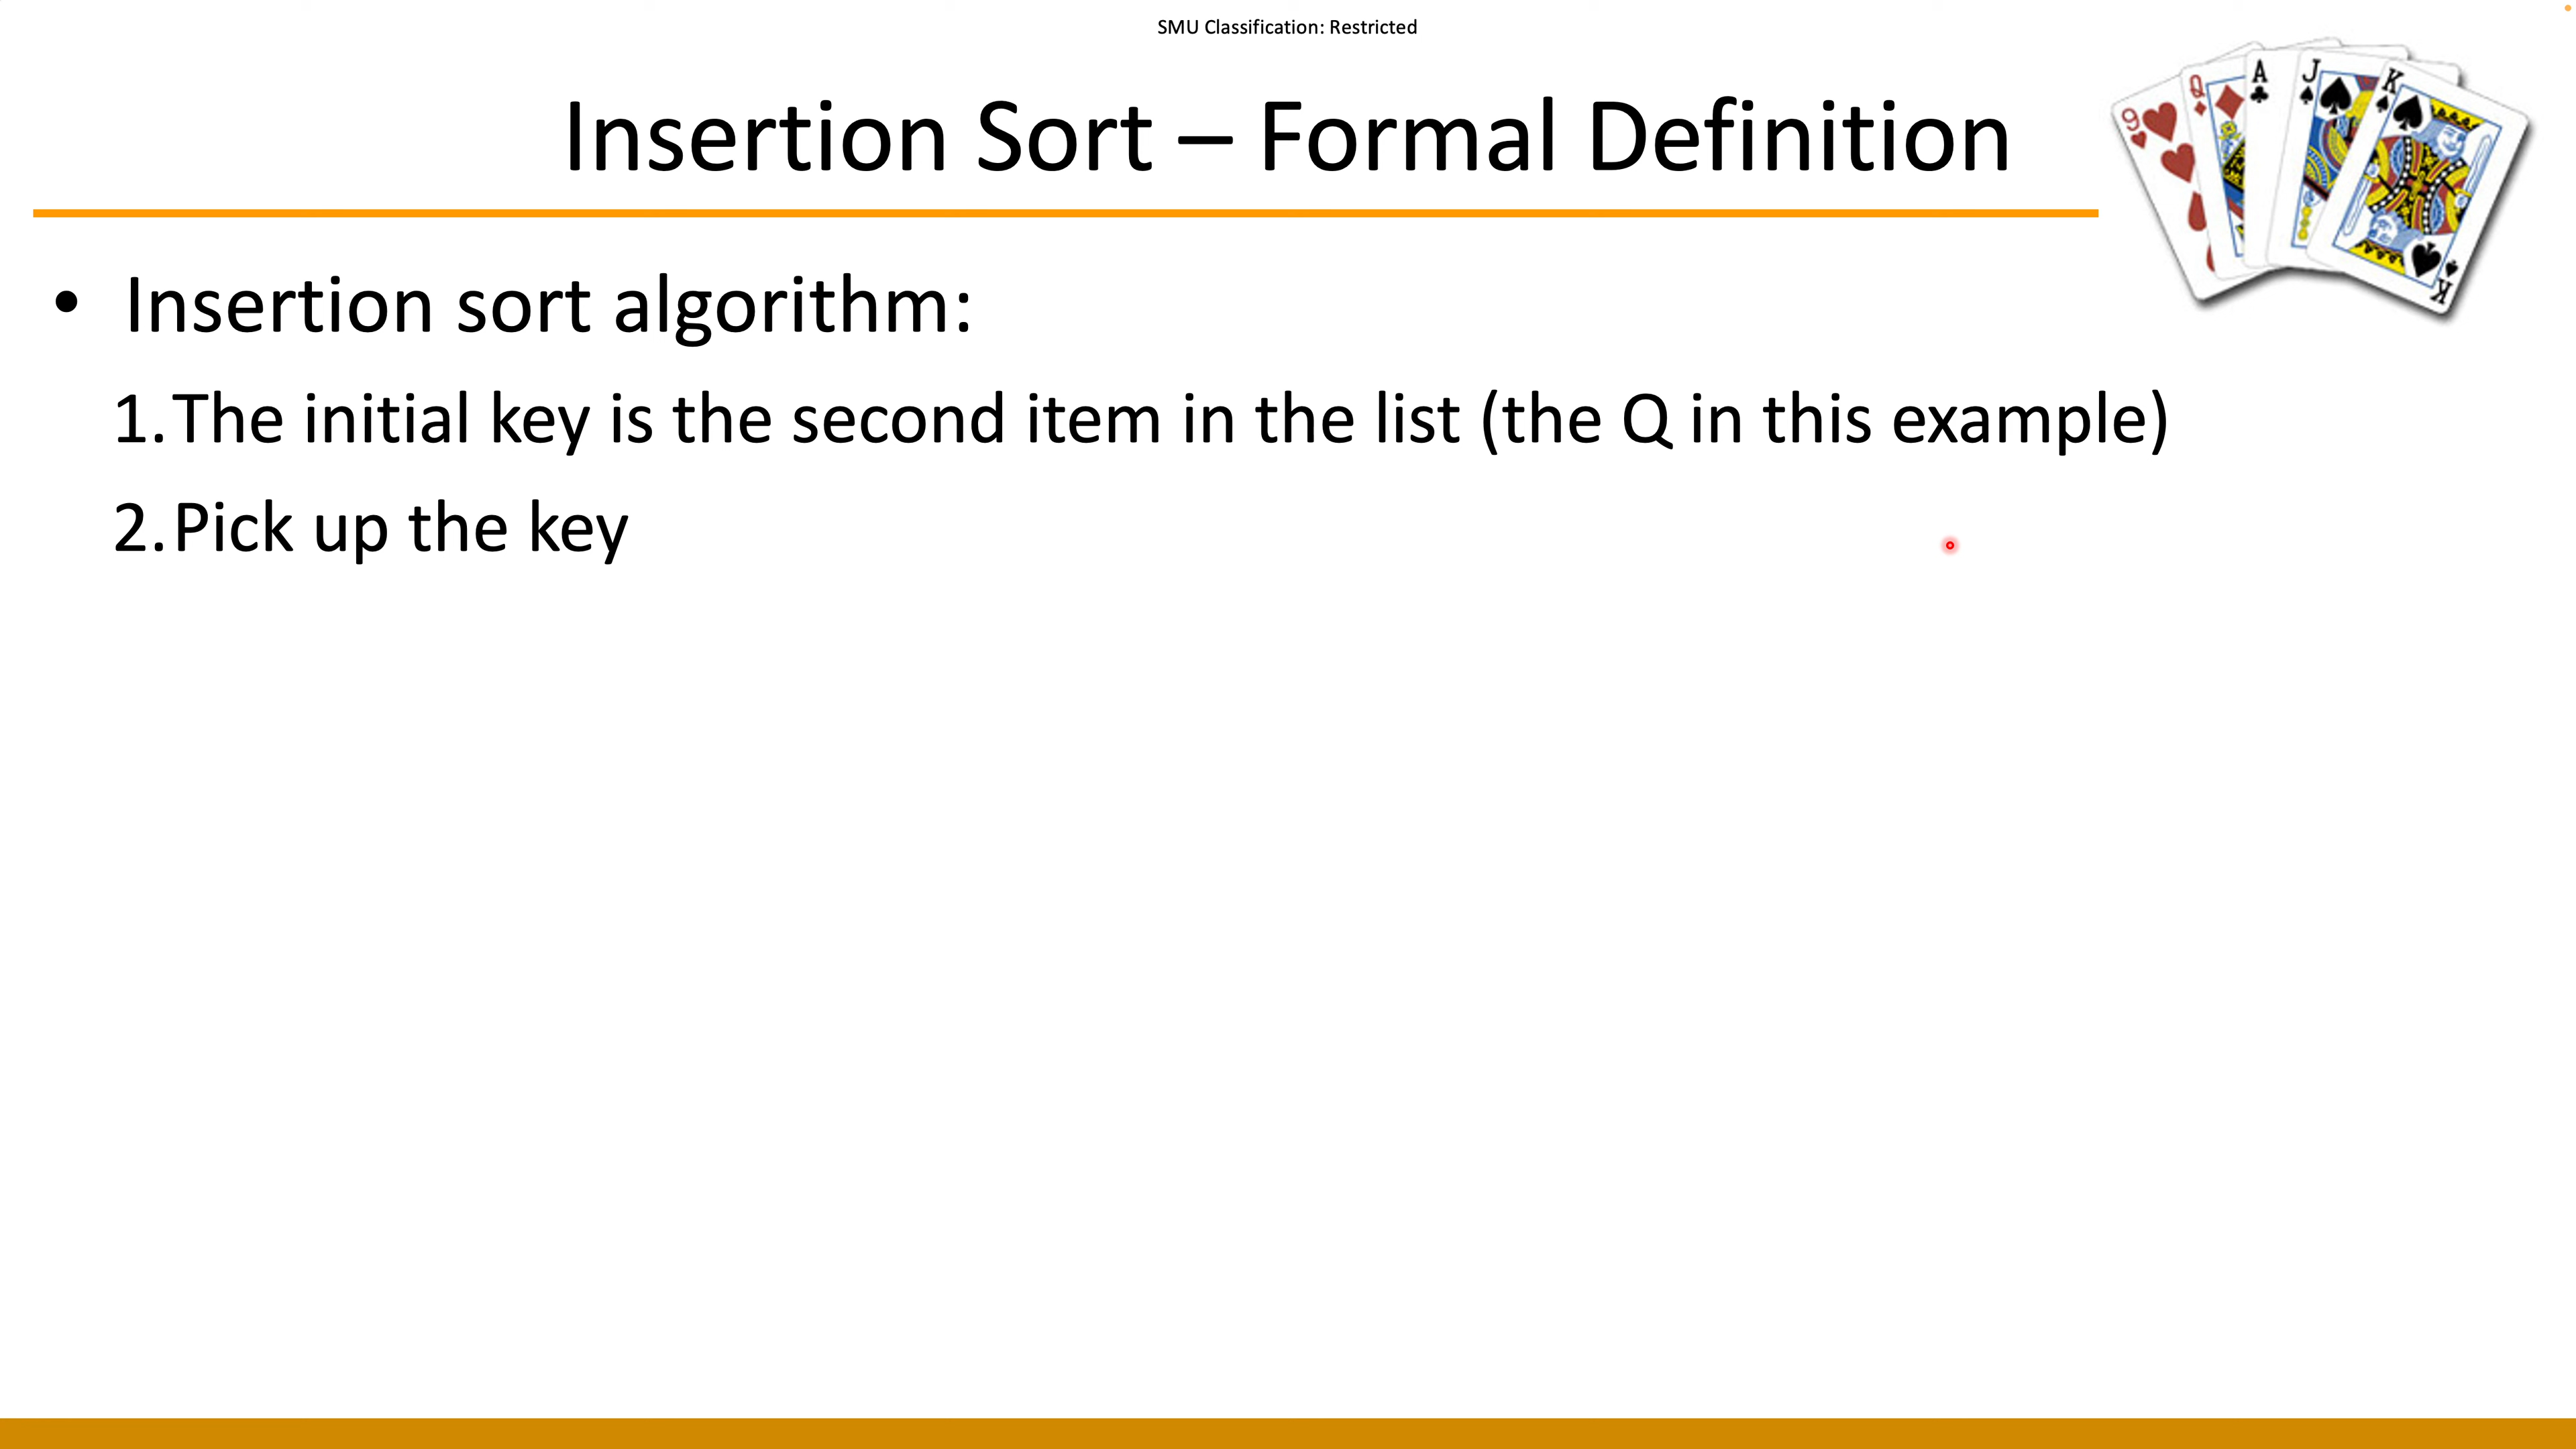 SMU Classification: Restricted
Insertion Sort – Formal Definition
9 Q A J K
K
• Insertion sort algorithm:
1. The initial key is the second item in the list (the Q in this example)
2. Pick up the key